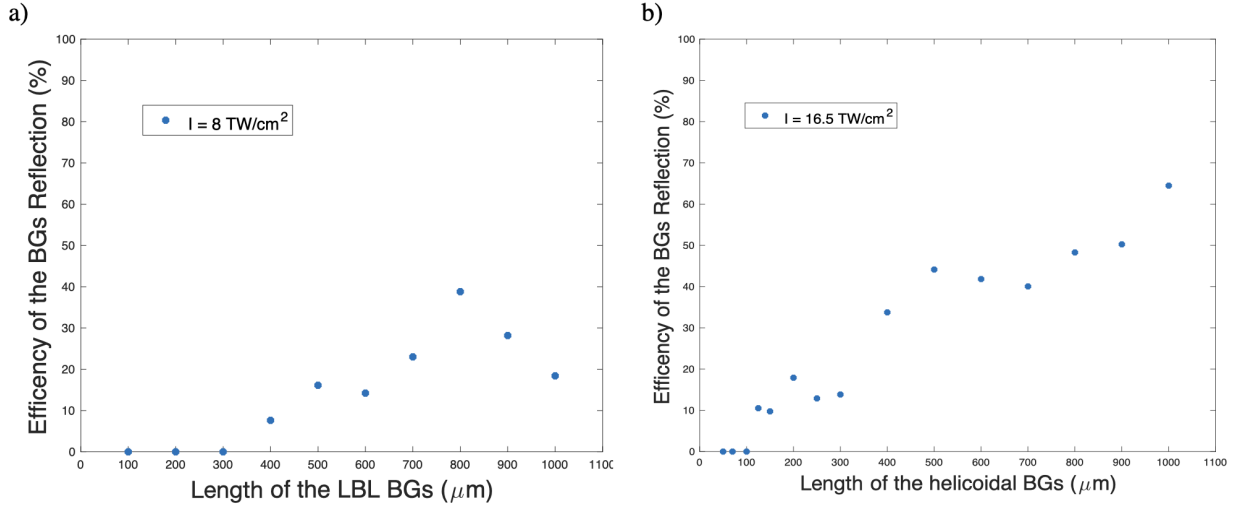 a)
100
90
80
70
60
50
40
30
20
10
0
Efficency of the BGs Reflection (%)
I = 8 TW/cm²
0 100 200 300 400 500 600 700 800 900 1000 1100
Length of the LBL BGs (μm)
b)
100
90
80
70
60
50
40
30
20
10
0
Efficency of the BGs Reflection (%)
I = 16.5 TW/cm²
0 100 200 300 400 500 600 700 800 900 1000 1100
Length of the helicoidal BGs (μm)